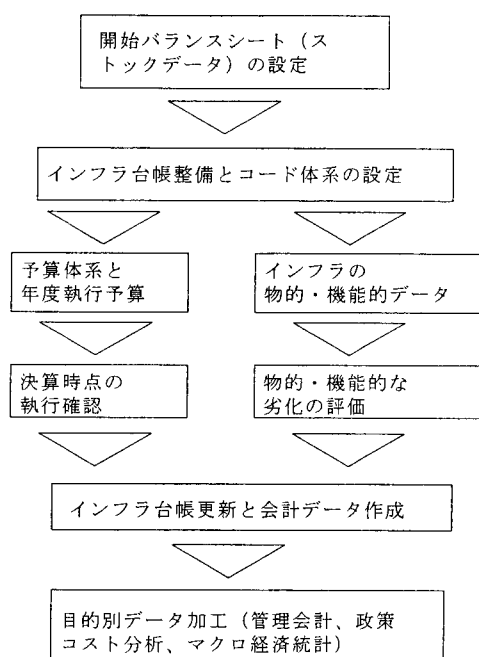 開始バランスシート(ス
トックデータ)の設定
インフラ台帳整備とコード体系の設定
予算体系と
年度執行予算
インフラの
物的・機能的データ
決算時点の
執行確認
物的・機能的な
劣化の評価
インフラ台帳更新と会計データ作成
目的別データ加工(管理会計、政策
コスト分析、マクロ経済統計)